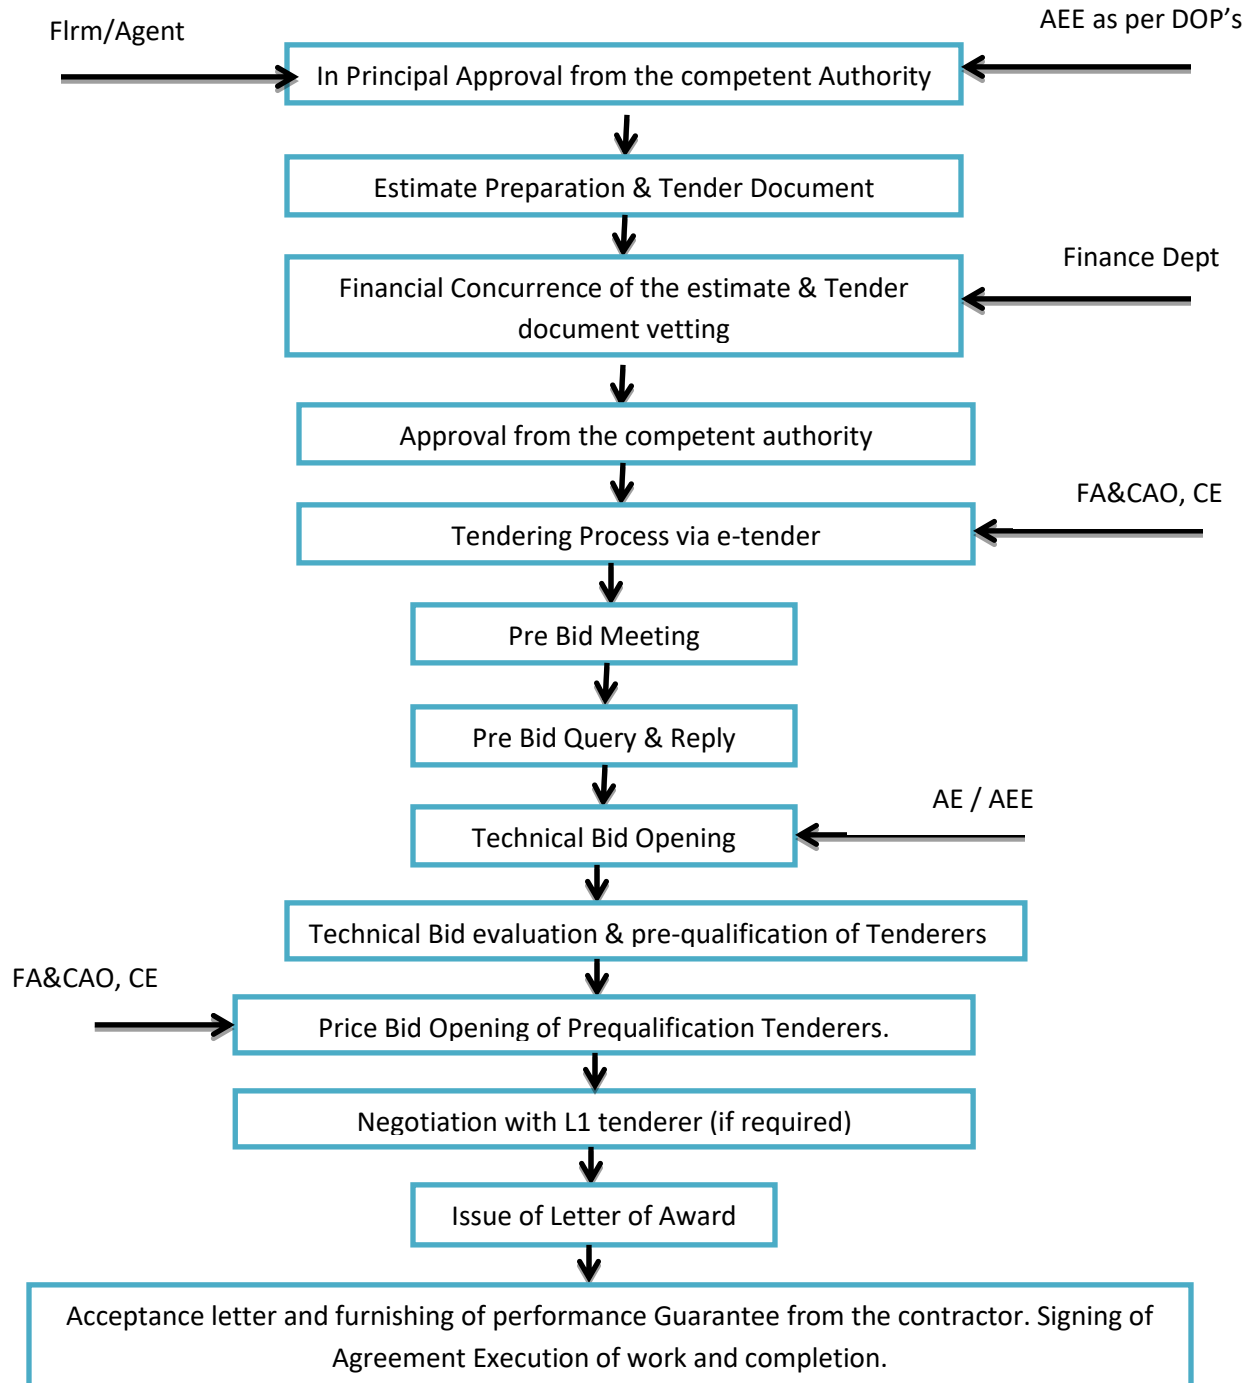 AEE as per DOP’s
FIrm/Agent
In Principal Approval from the competent Authority
Estimate Preparation & Tender Document
Finance Dept
Financial Concurrence of the estimate & Tender
document vetting
Approval from the competent authority
FA&CAO, CE
Tendering Process via e-tender
Pre Bid Meeting
Pre Bid Query & Reply
AE / AEE
Technical Bid Opening
Technical Bid evaluation & pre-qualification of Tenderers
FA&CAO, CE
Price Bid Opening of Prequalification Tenderers.
Negotiation with L1 tenderer (if required)
Issue of Letter of Award
Acceptance letter and furnishing of performance Guarantee from the contractor. Signing of
Agreement Execution of work and completion.